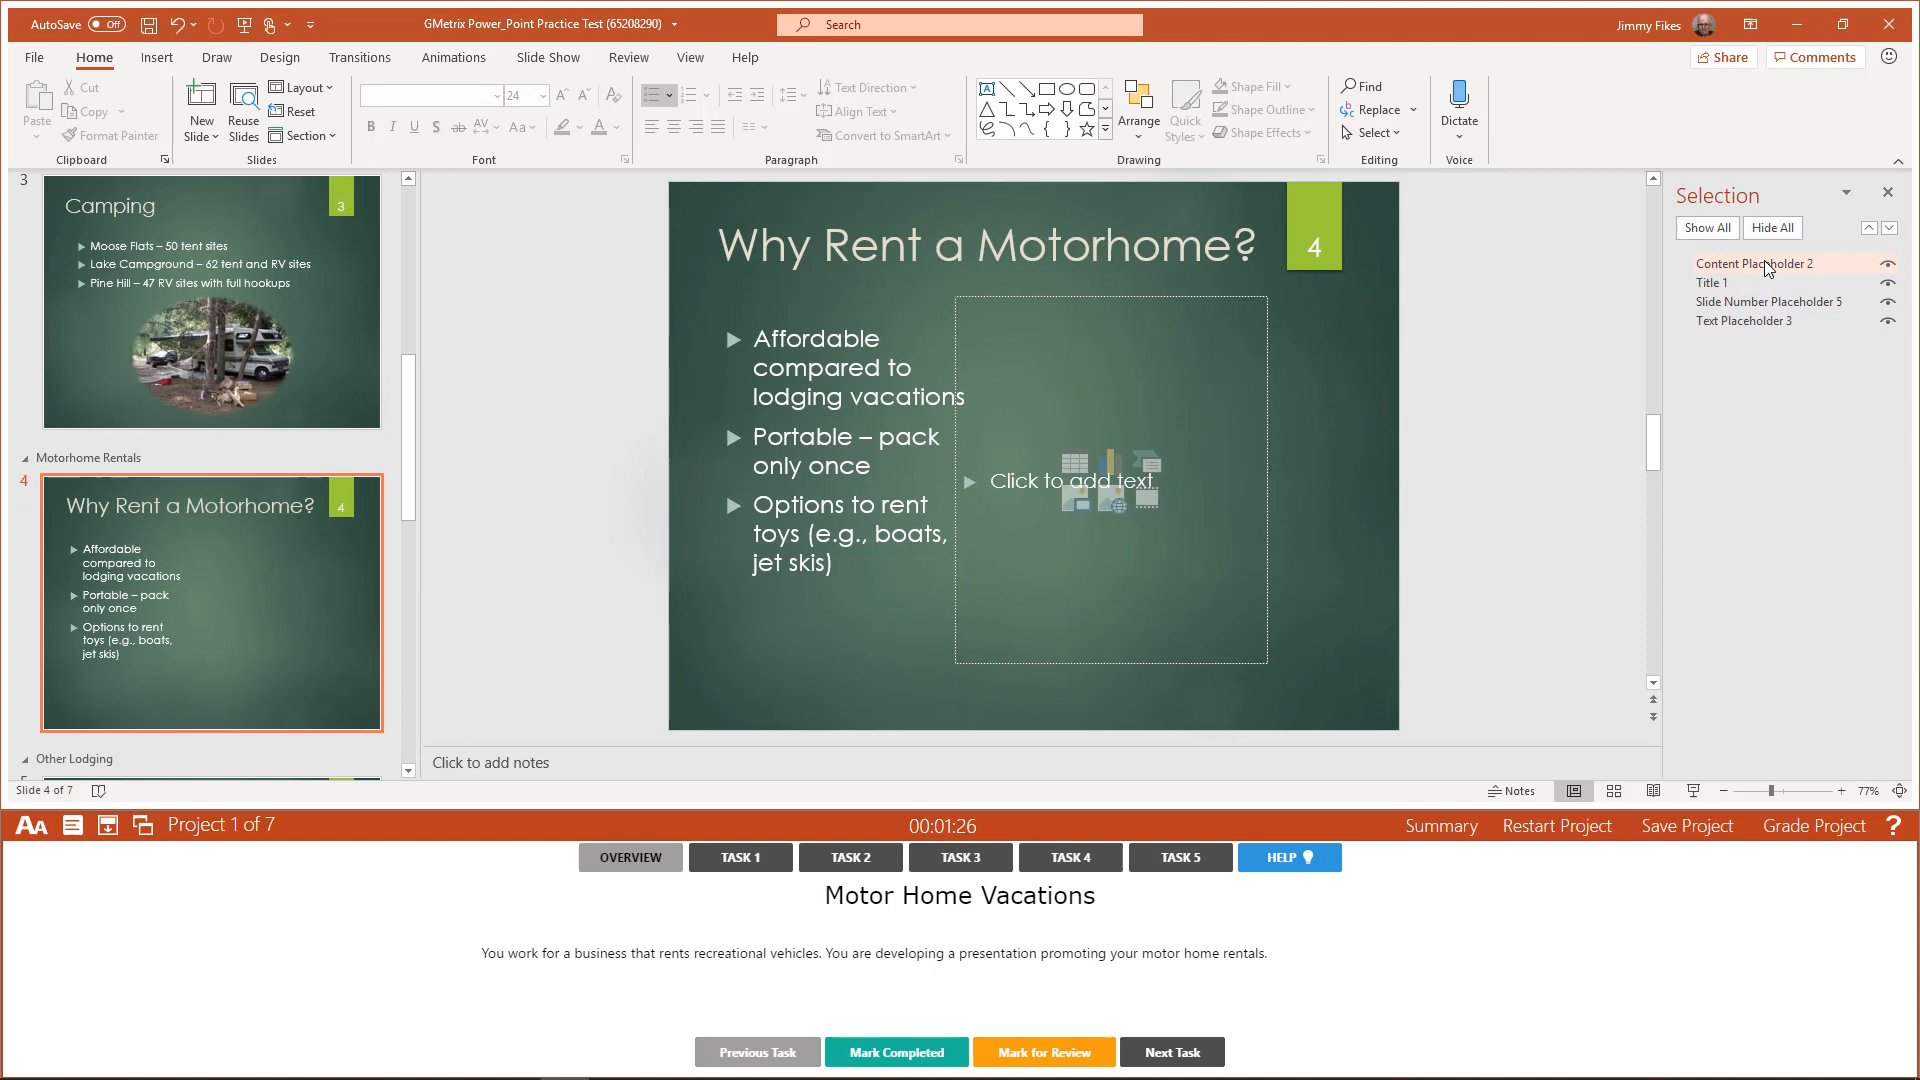 AutoSave Off
GMetrix Power_Point Practice Test (65208290)
Search
Jimmy Fikes
File Home Insert Draw Design Transitions Animations Slide Show Review View Help
Share Comments
Paste
Cut
Copy
Format Painter
Clipboard
New
Slide
Reuse
Slides
Layout
Reset
Section
Slides
24
Font
Text Direction
Align Text
Convert to SmartArt
Paragraph
Arrange
Quick
Styles
Shape Fill
Shape Outline
Shape Effects
Drawing
Find
Replace
Select
Editing
Dictate
Voice
3
Camping
3
Moose Flats – 50 tent sites
Lake Campground – 62 tent and RV sites
Pine Hill – 47 RV sites with full hookups
Motorhome Rentals
4
Why Rent a Motorhome?
4
Affordable
compared to
lodging vacations
Portable – pack
only once
Options to rent
toys (e.g., boats,
jet skis)
Other Lodging
Why Rent a Motorhome?
4
Affordable
compared to
lodging vacations
Portable – pack
only once
Options to rent
toys (e.g., boats,
jet skis)
Click to add text
Click to add notes
Selection
Show All Hide All
Content Placeholder 2
Title 1
Slide Number Placeholder 5
Text Placeholder 3
Slide 4 of 7
Notes
77%
AA Project 1 of 7
00:01:26
Summary Restart Project Save Project Grade Project ?
OVERVIEW TASK 1 TASK 2 TASK 3 TASK 4 TASK 5 HELP
Motor Home Vacations
You work for a business that rents recreational vehicles. You are developing a presentation promoting your motor home rentals.
Previous Task Mark Completed Mark for Review Next Task